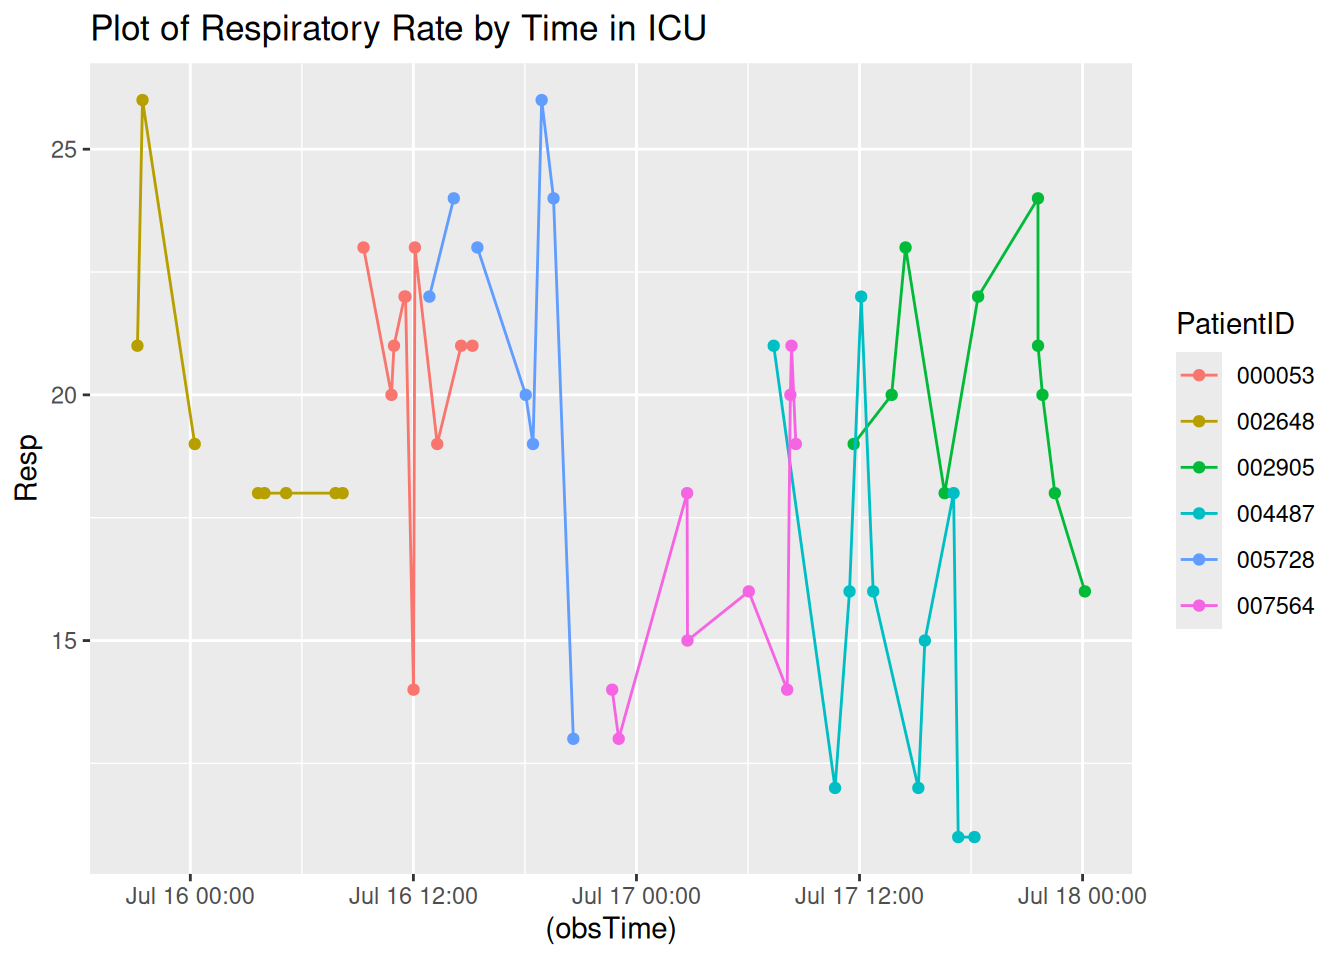 Plot of Respiratory Rate by Time in ICU
25
20
15
Resp
Jul 16 00:00
Jul 16 12:00
Jul 17 00:00
Jul 17 12:00
Jul 18 00:00
(obsTime)
PatientID
000053
002648
002905
004487
005728
007564